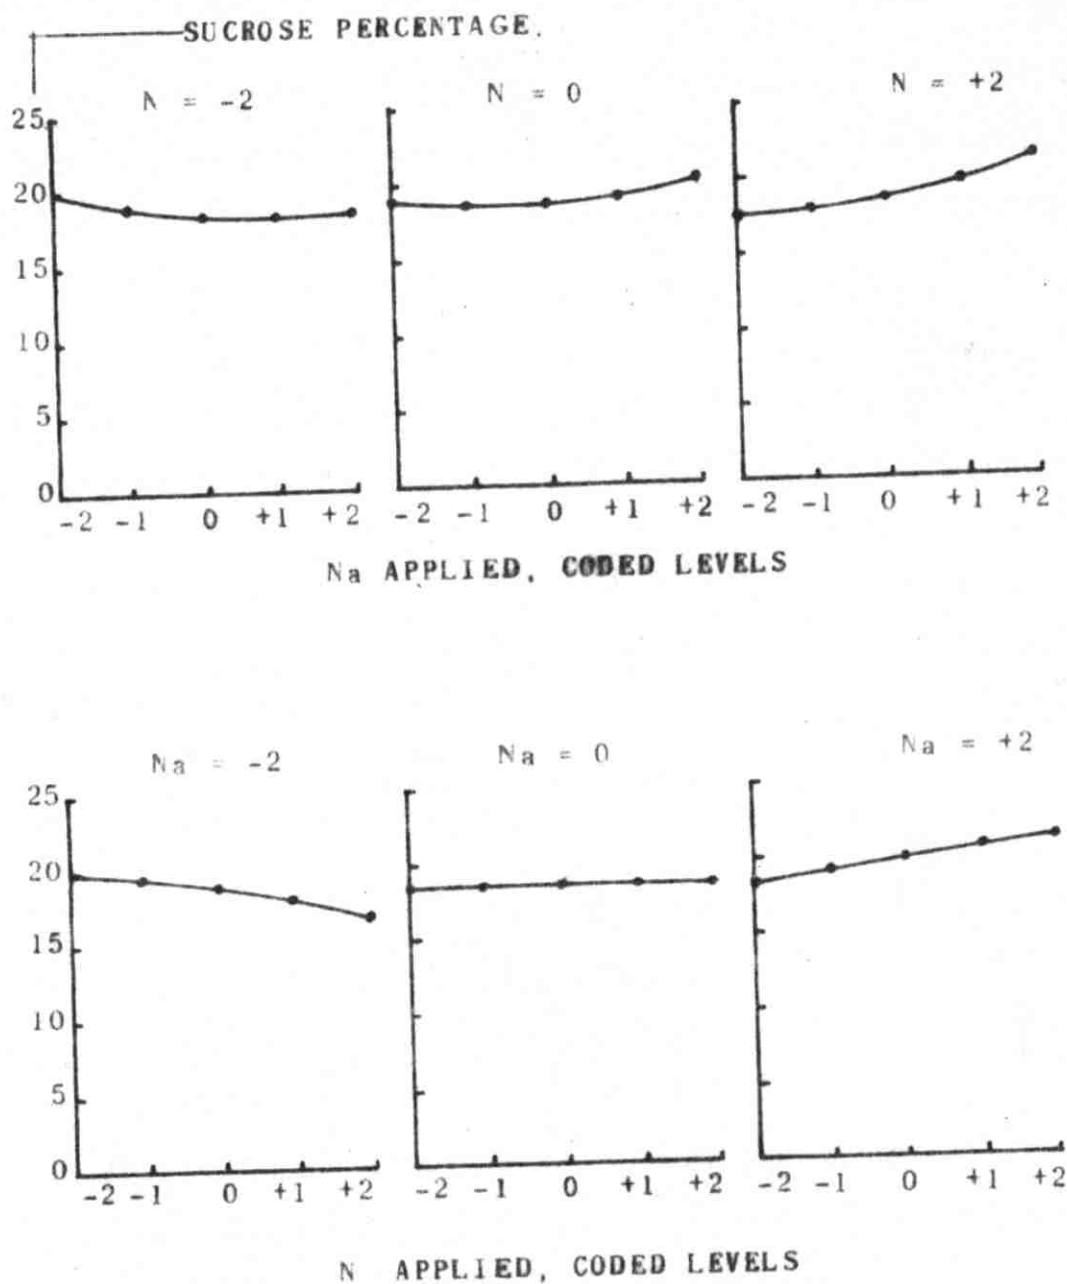 SUCROSE PERCENTAGE.
N = -2 N = 0 N = +2
25
20
15
10
5
0
-2 -1 0 +1 +2 -2 -1 0 +1 +2 -2 -1 0 +1 +2
Na APPLIED, CODED LEVELS
Na = -2 Na = 0 Na = +2
25
20
15
10
5
0
-2 -1 0 +1 +2 -2 -1 0 +1 +2 -2 -1 0 +1 +2
N APPLIED, CODED LEVELS